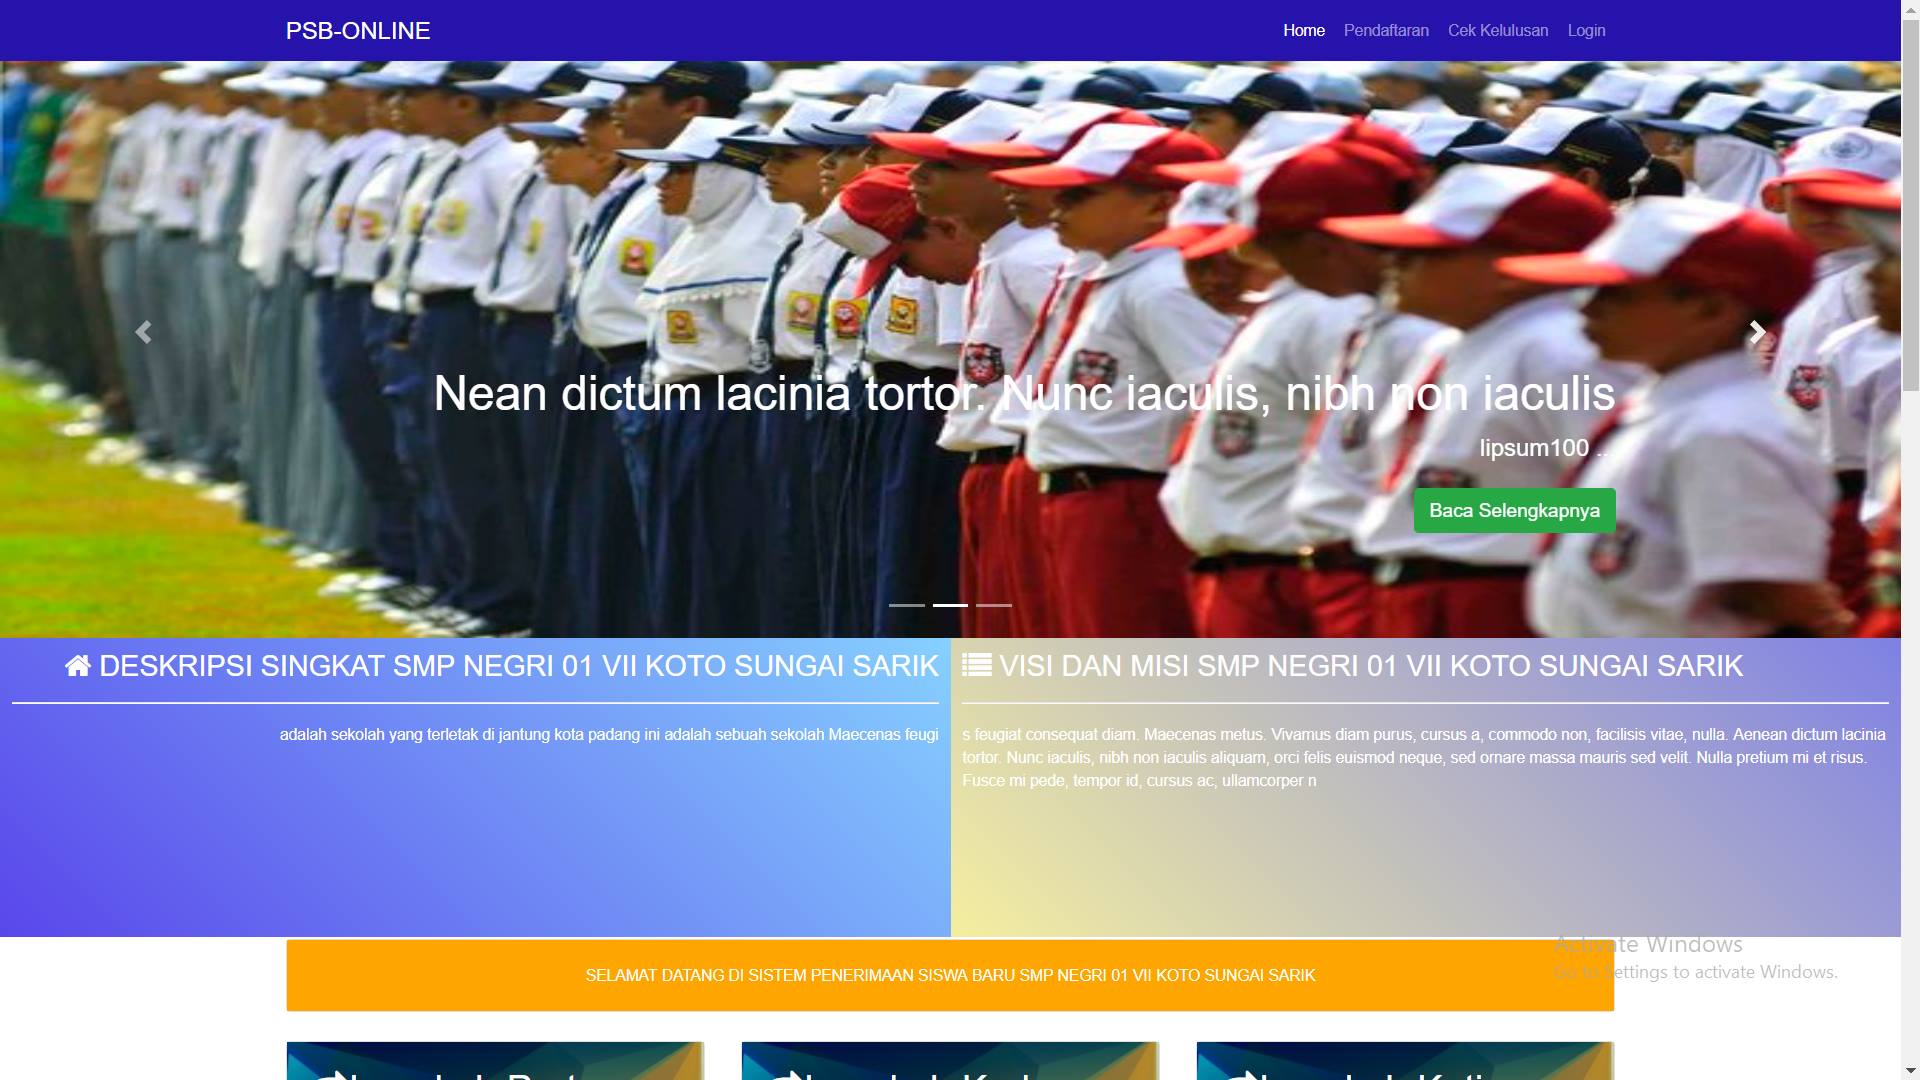 PSB-ONLINE
Home Pendaftaran Cek Kelulusan Login
Nean dictum lacinia tortor. Nunc iaculis, nibh non iaculis
lipsum100 ..
Baca Selengkapnya
DESKRIPSI SINGKAT SMP NEGRI 01 VII KOTO SUNGAI SARIK
adalah sekolah yang terletak di jantung kota padang ini adalah sebuah sekolah Maecenas feugi
VISI DAN MISI SMP NEGRI 01 VII KOTO SUNGAI SARIK
s feugiat consequat diam. Maecenas metus. Vivamus diam purus, cursus a, commodo non, facilisis vitae, nulla. Aenean dictum lacinia
tortor. Nunc iaculis, nibh non iaculis aliquam, orci felis euismod neque, sed ornare massa mauris sed velit. Nulla pretium mi et risus.
Fusce mi pede, tempor id, cursus ac, ullamcorper n
SELAMAT DATANG DI SISTEM PENERIMAAN SISWA BARU SMP NEGRI 01 VII KOTO SUNGAI SARIK
Activate Windows
Go to Settings to activate Windows.